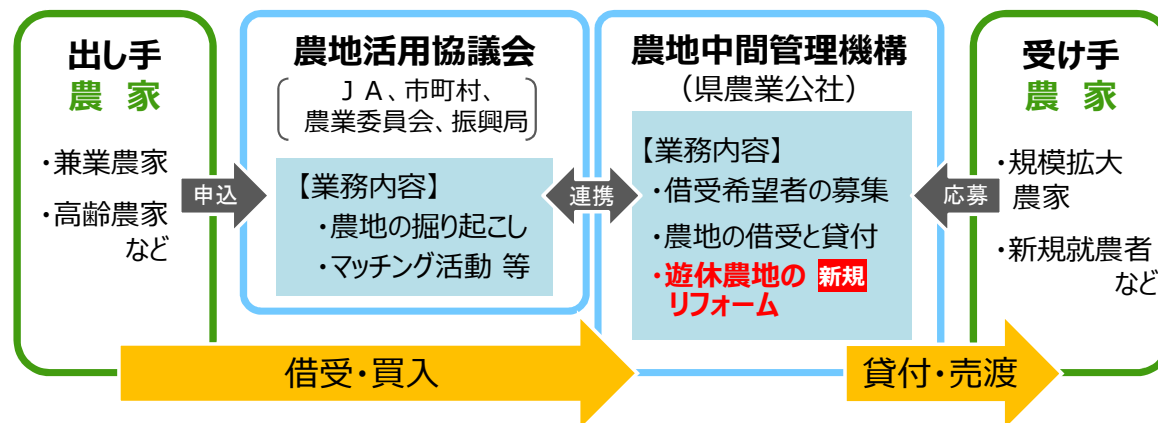 出し手
農　家
・兼業農家
・高齢農家
など
申込
農地活用協議会
ＪＡ、市町村、
農業委員会、振興局
【業務内容】
・農地の掘り起こし
・マッチング活動 等
連携
農地中間管理機構
（県農業公社）
【業務内容】
・借受希望者の募集
・農地の借受と貸付
・遊休農地の 新規
リフォーム
応募
受け手
農　家
・規模拡大
農家
・新規就農者
など
借受・買入
貸付・売渡